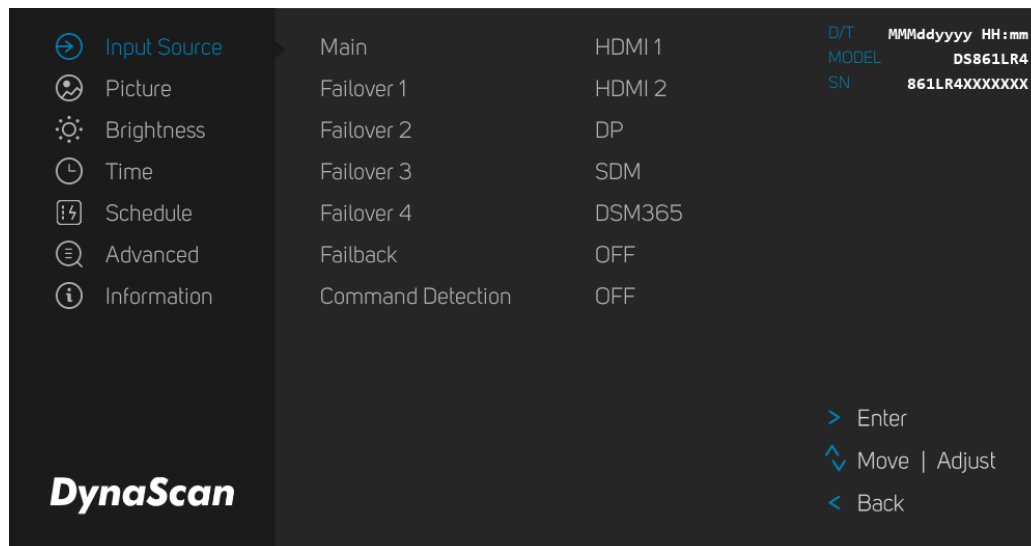 Input Source
Picture
Brightness
Time
Schedule
Advanced
Information
DynaScan
Main HDMI 1
Failover 1 HDMI 2
Failover 2 DP
Failover 3 SDM
Failover 4 DSM365
Failback OFF
Command Detection OFF
D/T MMMddyyyy HH:mm
MODEL DS861LR4
SN 861LR4XXXXXXX
> Enter
Move | Adjust
< Back